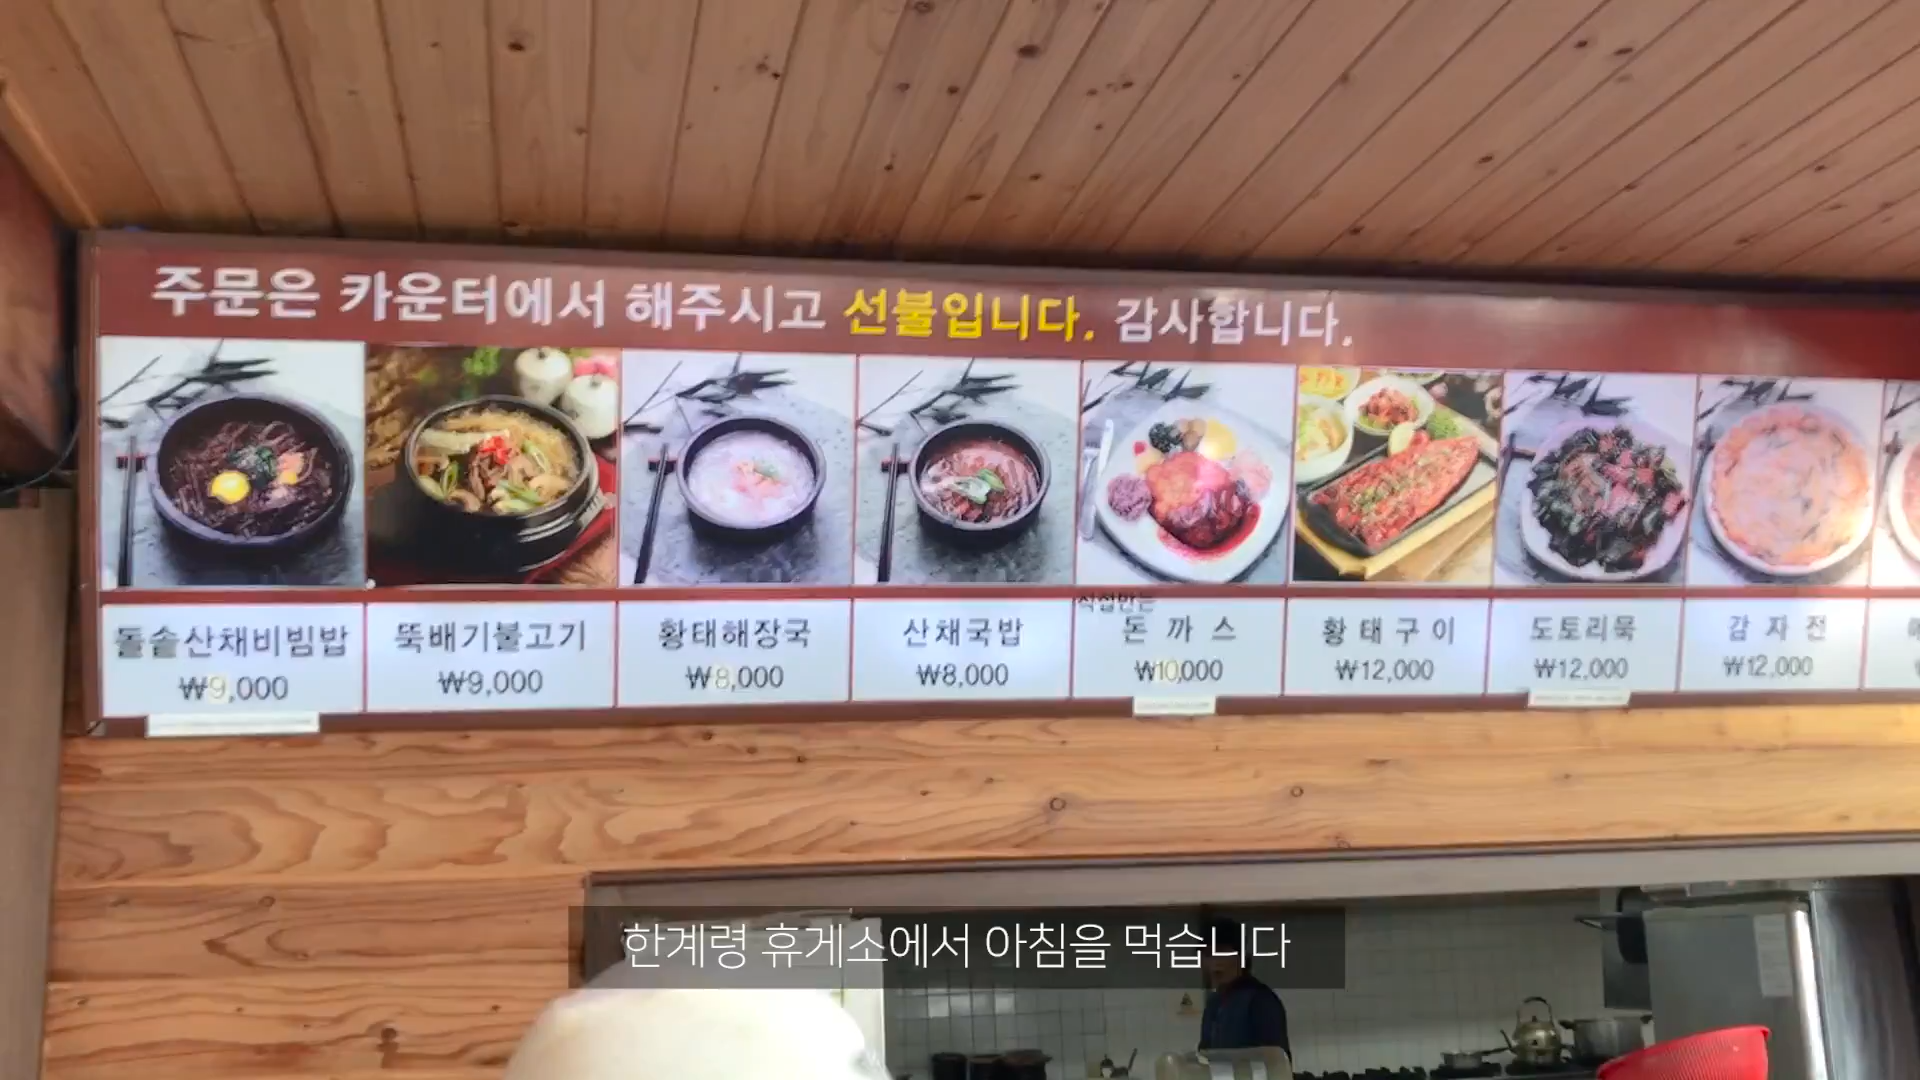 주문은 카운터에서 해주시고 선불입니다. 감사합니다.
돌솥산채비빔밥
₩9,000
뚝배기불고기
₩9,000
황태해장국
₩8,000
산채국밥
₩8,000
직접만든
돈 까 스
₩10,000
황 태 구 이
₩12,000
도토리묵
₩12,000
감 자 전
₩12,000
한계령 휴게소에서 아침을 먹습니다